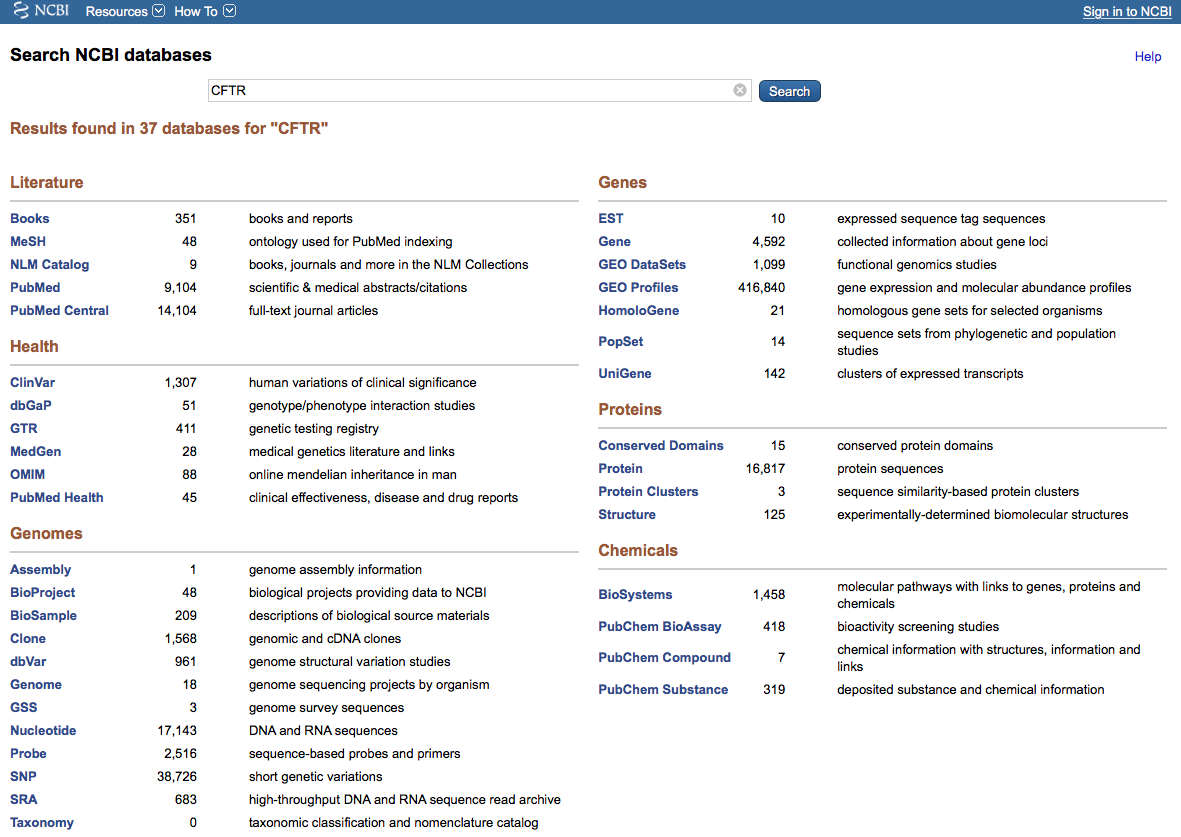 NCBI Resources How To Sign in to NCBI
Search NCBI databases
Help
CFTR
Search
Results found in 37 databases for "CFTR"
Literature
Books 351 books and reports
MeSH 48 ontology used for PubMed indexing
NLM Catalog 9 books, journals and more in the NLM Collections
PubMed 9,104 scientific & medical abstracts/citations
PubMed Central 14,104 full-text journal articles
Health
ClinVar 1,307 human variations of clinical significance
dbGaP 51 genotype/phenotype interaction studies
GTR 411 genetic testing registry
MedGen 28 medical genetics literature and links
OMIM 88 online mendelian inheritance in man
PubMed Health 45 clinical effectiveness, disease and drug reports
Genomes
Assembly 1 genome assembly information
BioProject 48 biological projects providing data to NCBI
BioSample 209 descriptions of biological source materials
Clone 1,568 genomic and cDNA clones
dbVar 961 genome structural variation studies
Genome 18 genome sequencing projects by organism
GSS 3 genome survey sequences
Nucleotide 17,143 DNA and RNA sequences
Probe 2,516 sequence-based probes and primers
SNP 38,726 short genetic variations
SRA 683 high-throughput DNA and RNA sequence read archive
Taxonomy 0 taxonomic classification and nomenclature catalog
Genes
EST 10 expressed sequence tag sequences
Gene 4,592 collected information about gene loci
GEO DataSets 1,099 functional genomics studies
GEO Profiles 416,840 gene expression and molecular abundance profiles
HomoloGene 21 homologous gene sets for selected organisms
PopSet 14 sequence sets from phylogenetic and population
studies
UniGene 142 clusters of expressed transcripts
Proteins
Conserved Domains 15 conserved protein domains
Protein 16,817 protein sequences
Protein Clusters 3 sequence similarity-based protein clusters
Structure 125 experimentally-determined biomolecular structures
Chemicals
BioSystems 1,458 molecular pathways with links to genes, proteins and
chemicals
PubChem BioAssay 418 bioactivity screening studies
PubChem Compound 7 chemical information with structures, information and
links
PubChem Substance 319 deposited substance and chemical information